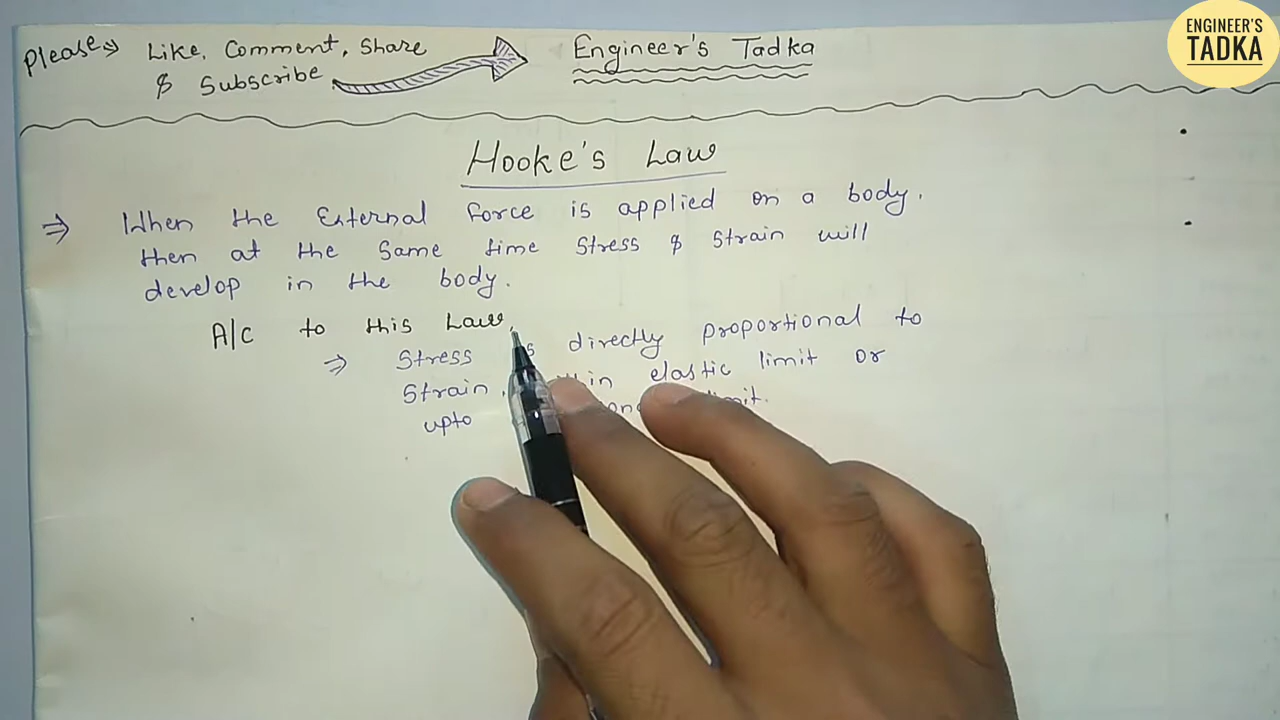 Please⇒ Like, Comment, Share
& Subscribe
Engineer's Tadka
ENGINEER'S
TADKA
Hooke's Law
⇒ When the External force is applied on a body.
then at the same time stress & strain will
develop in the body.
A/C to this Law,
⇒ Stress directly proportional to
Strain, elastic limit or
upto limit.